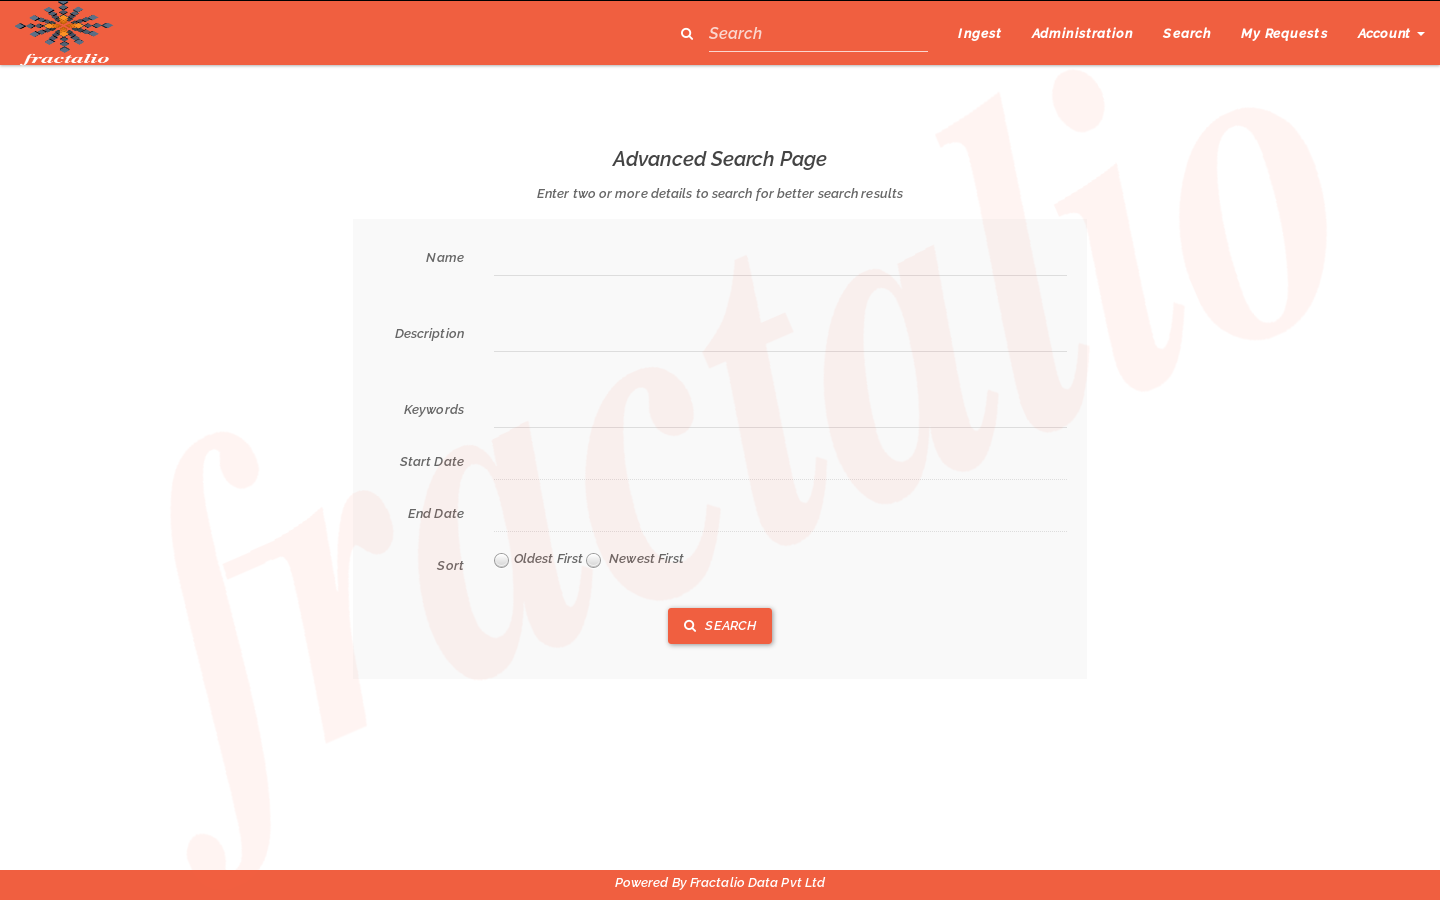 fractalio
Search
Ingest
Administration
Search
My Requests
Account
Advanced Search Page
Enter two or more details to search for better search results
Name
Description
Keywords
Start Date
End Date
Sort
Oldest First
Newest First
SEARCH
fractalio
Powered By Fractalio Data Pvt Ltd